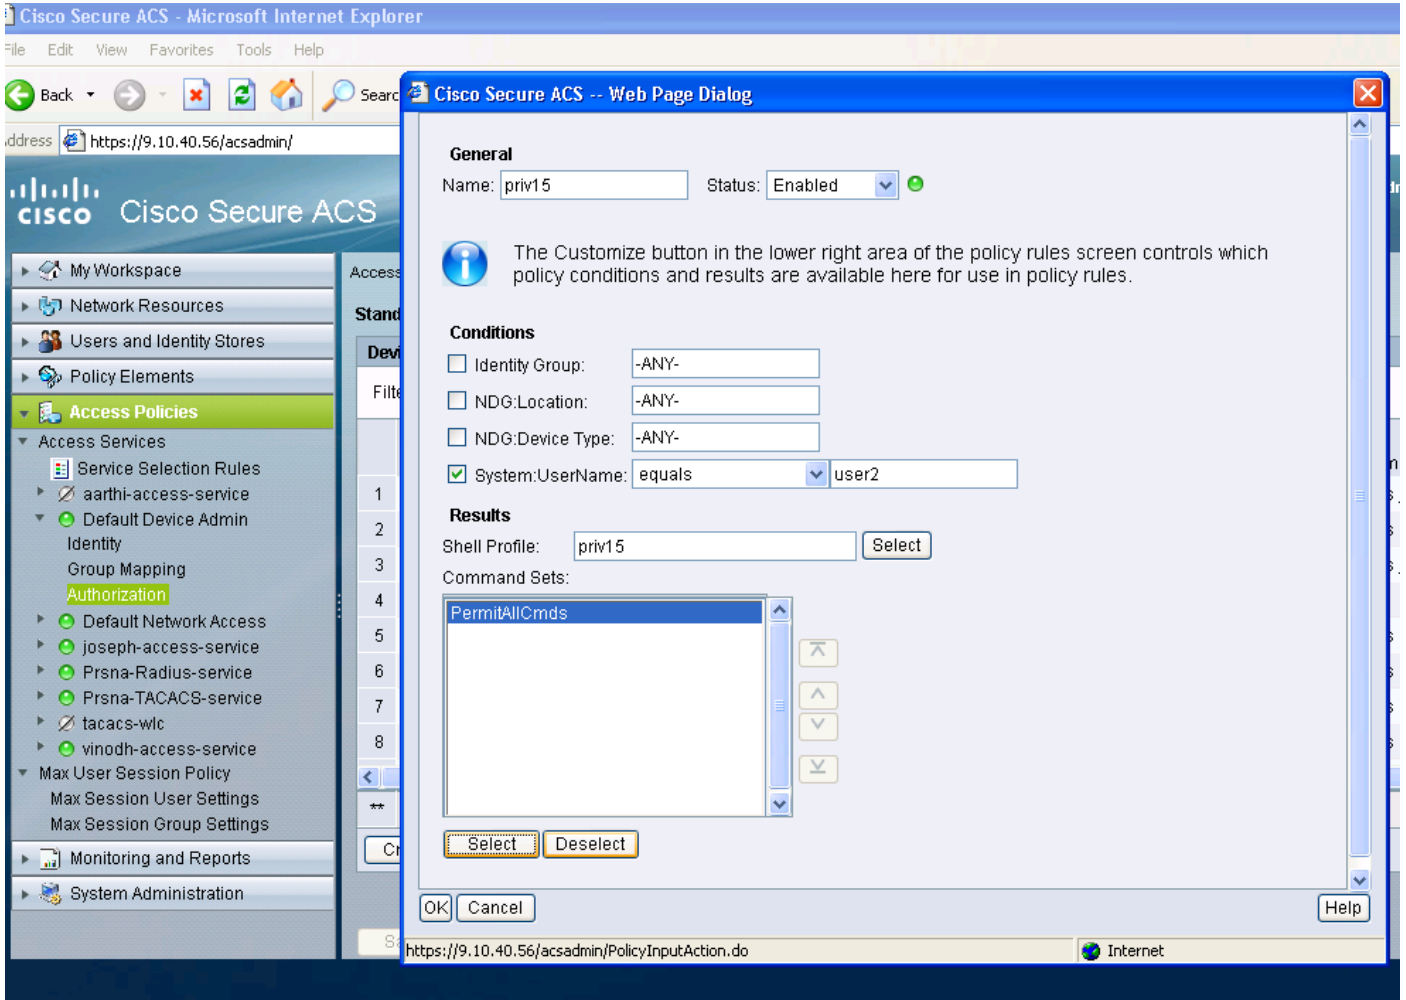 Cisco Secure ACS - Microsoft Internet Explorer
File Edit View Favorites Tools Help
Back Searc
Address https://9.10.40.56/acsadmin/
CISCO Cisco Secure ACS
My Workspace
Network Resources
Users and Identity Stores
Policy Elements
Access Policies
Access Services
Service Selection Rules
aarthi-access-service
Default Device Admin
Identity
Group Mapping
Authorization
Default Network Access
joseph-access-service
Prsna-Radius-service
Prsna-TACACS-service
tacacs-wlc
vinodh-access-service
Max User Session Policy
Max Session User Settings
Max Session Group Settings
Monitoring and Reports
System Administration
Access
Stand
Devi
Filte
1
2
3
4
5
6
7
8
**
Cr
Sa
Cisco Secure ACS -- Web Page Dialog
General
Name: priv15 Status: Enabled
The Customize button in the lower right area of the policy rules screen controls which
policy conditions and results are available here for use in policy rules.
Conditions
Identity Group: -ANY-
NDG:Location: -ANY-
NDG:Device Type: -ANY-
System:UserName: equals user2
Results
Shell Profile: priv15 Select
Command Sets:
PermitAllCmds
Select Deselect
OK Cancel Help
https://9.10.40.56/acsadmin/PolicyInputAction.do Internet